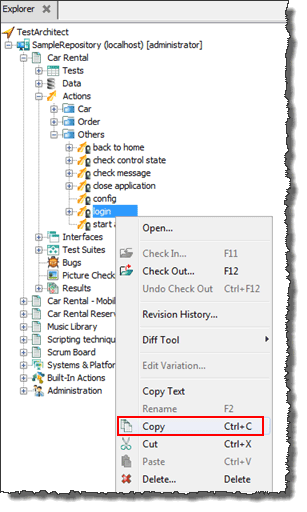 Explorer
TestArchitect
SampleRepository (localhost) [administrator]
Car Rental
Tests
Data
Actions
Car
Order
Others
back to home
check control state
check message
close application
config
login
start
Interfaces
Test Suites
Bugs
Picture Check
Results
Car Rental - Mobil
Car Rental Reserv
Music Library
Scripting techniqu
Scrum Board
Systems & Platfor
Built-In Actions
Administration
Open...
Check In... F11
Check Out... F12
Undo Check Out Ctrl+F12
Revision History...
Diff Tool
Edit Variation...
Copy Text
Rename F2
Copy Ctrl+C
Cut Ctrl+X
Paste Ctrl+V
Delete... Delete